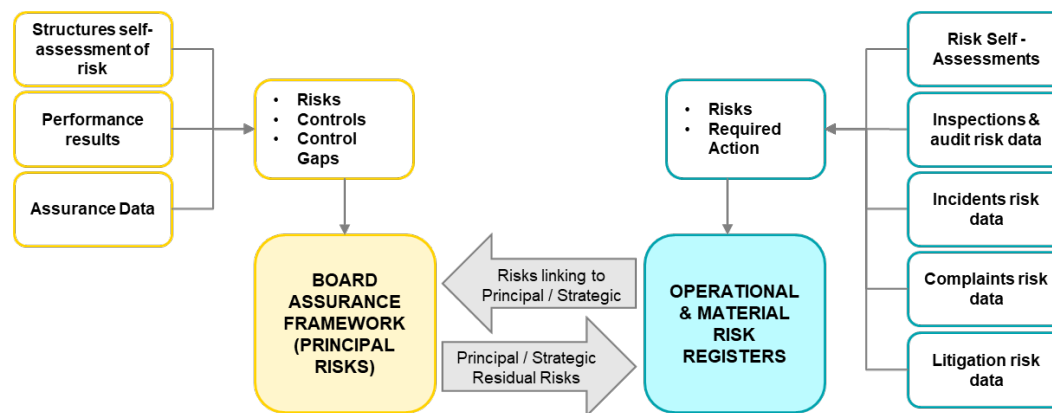 Structures self-
assessment of
risk
Performance
results
Assurance Data
• Risks
• Controls
• Control
Gaps
BOARD
ASSURANCE
FRAMEWORK
(PRINCIPAL
RISKS)
Risks linking to
Principal / Strategic
Principal / Strategic
Residual Risks
• Risks
• Required
Action
OPERATIONAL
& MATERIAL
RISK
REGISTERS
Risk Self -
Assessments
Inspections &
audit risk data
Incidents risk
data
Complaints risk
data
Litigation risk
data